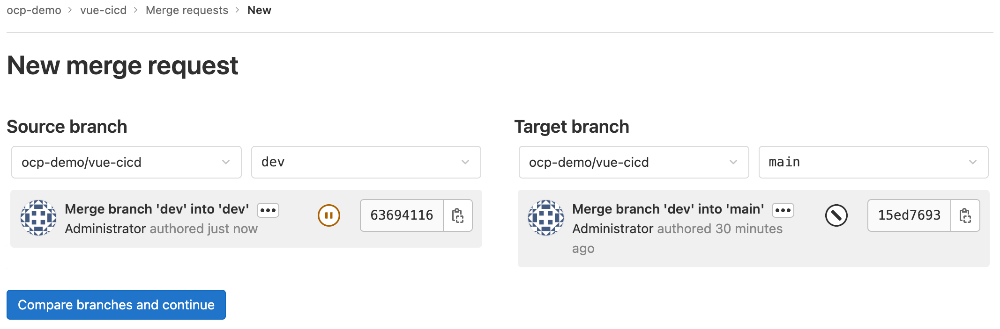 ocp-demo > vue-cicd > Merge requests > New
New merge request
Source branch
ocp-demo/vue-cicd
dev
Merge branch 'dev' into 'dev'
63694116
Administrator authored just now
Target branch
ocp-demo/vue-cicd
main
Merge branch 'dev' into 'main'
15ed7693
Administrator authored 30 minutes
ago
Compare branches and continue